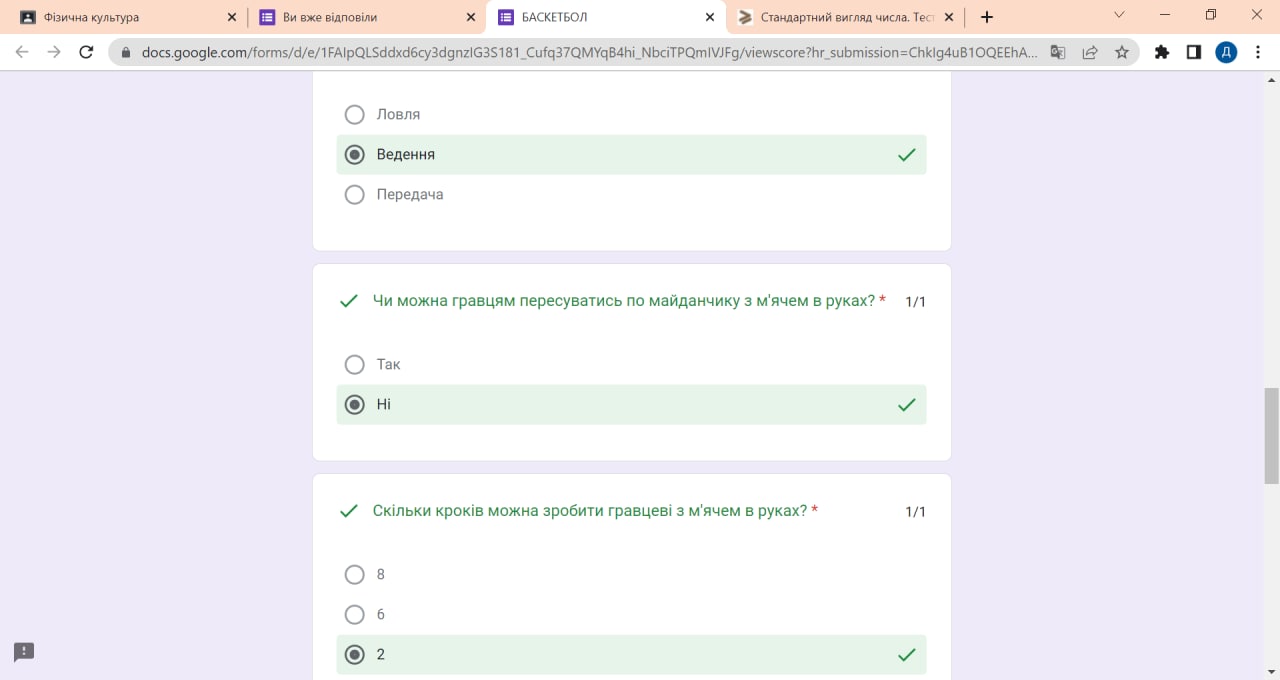 Фізична культура
Ви вже відповіли
БАСКЕТБОЛ
Стандартний вигляд числа. Тест
docs.google.com/forms/d/e/1FAIpQLSddxd6cy3dqnzIG3S181_Cufq37QMYqB4hi_NbciTPQmIVJFg/viewscore?hr_submission=ChkIg4uB1OQEEhA...
Д
Ловля
Ведення
Передача
Чи можна гравцям пересуватись по майданчику з м'ячем в руках? * 1/1
Так
Ні
Скільки кроків можна зробити гравцеві з м'ячем в руках? * 1/1
8
6
2